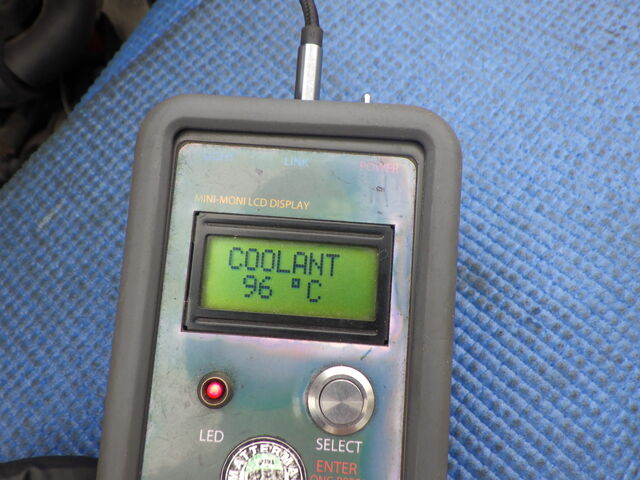 LINK
POWER
MINI-MONI LCD DISPLAY
COOLANT
96 °C
LED
SELECT
ENTER